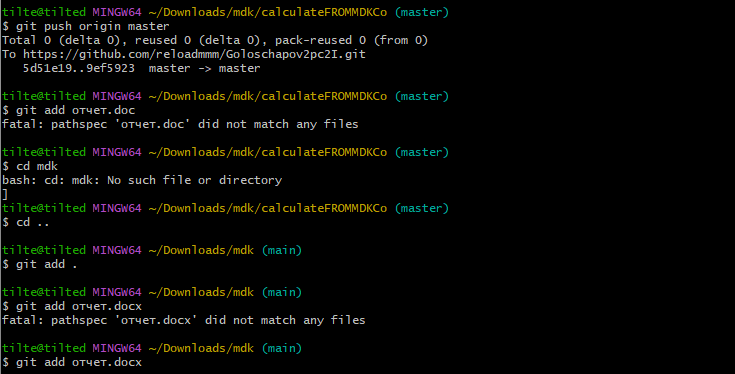 tilte@tilted MINGW64 ~/Downloads/mdk/calculateFROMMDKCo (master)
$ git push origin master
Total 0 (delta 0), reused 0 (delta 0), pack-reused 0 (from 0)
To https://github.com/reloadmmm/Goloschapov2pc2I.git
   5d51e19..9ef5923  master -> master
tilte@tilted MINGW64 ~/Downloads/mdk/calculateFROMMDKCo (master)
$ git add отчет.doc
fatal: pathspec 'отчет.doc' did not match any files
tilte@tilted MINGW64 ~/Downloads/mdk/calculateFROMMDKCo (master)
$ cd mdk
bash: cd: mdk: No such file or directory
]
tilte@tilted MINGW64 ~/Downloads/mdk/calculateFROMMDKCo (master)
$ cd ..
tilte@tilted MINGW64 ~/Downloads/mdk (main)
$ git add .
tilte@tilted MINGW64 ~/Downloads/mdk (main)
$ git add отчет.docx
fatal: pathspec 'отчет.docx' did not match any files
tilte@tilted MINGW64 ~/Downloads/mdk (main)
$ git add отчет.docx